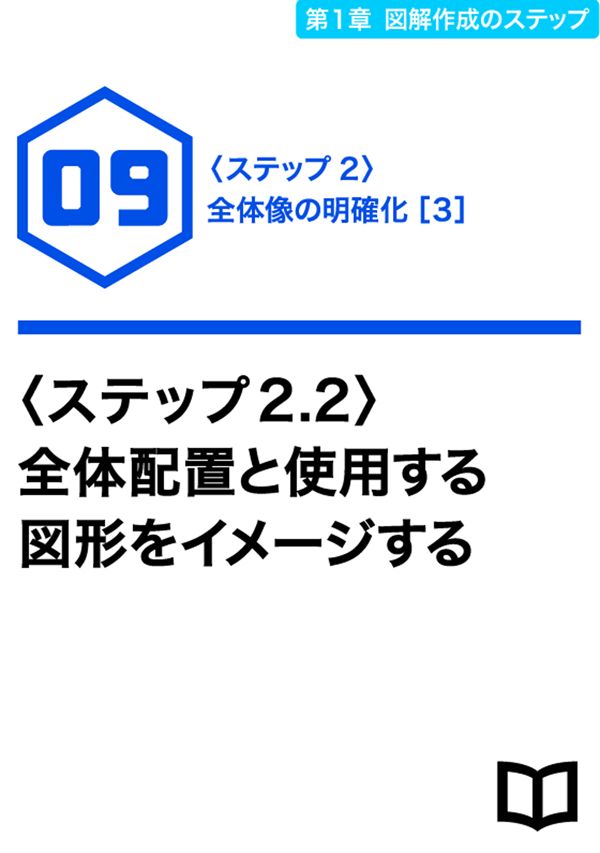 第1章 図解作成のステップ
09
〈ステップ 2〉
全体像の明確化［3］
〈ステップ 2.2〉
全体配置と使用する
図形をイメージする